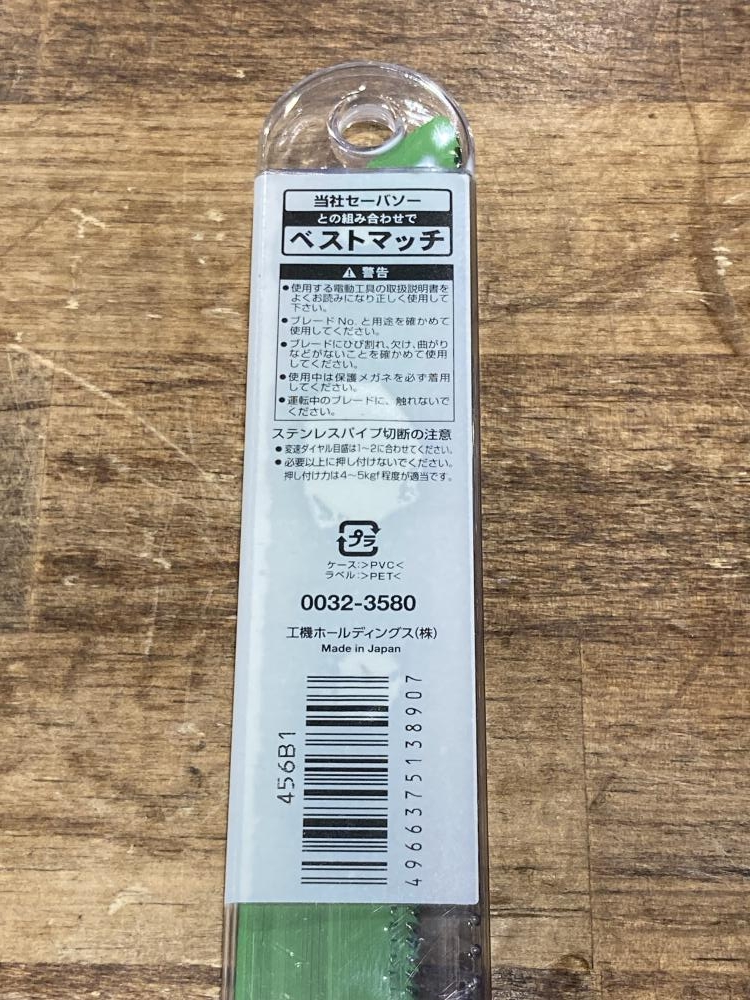 当社セーバソー
との組み合わせで
ベストマッチ
警告
●使用する電動工具の取扱説明書を
よくお読みになり正しく使用して
下さい。
●ブレードNo.と用途を確かめて
使用してください。
●ブレードにひび割れ、欠け、曲がり
などがないことを確かめて使用
してください。
●使用中は保護メガネを必ず着用
してください。
●運転中のブレードに、触れないで
ください。
ステンレスパイプ切断の注意
●変速ダイヤル目盛は1〜2に合わせてください。
●必要以上に押し付けないでください。
押し付け力は4〜5kgf程度が適当です。
プラ
ケース:>PVC<
ラベル:>PET<
0032-3580
工機ホールディングス(株)
Made in Japan
456B1
4966375138907